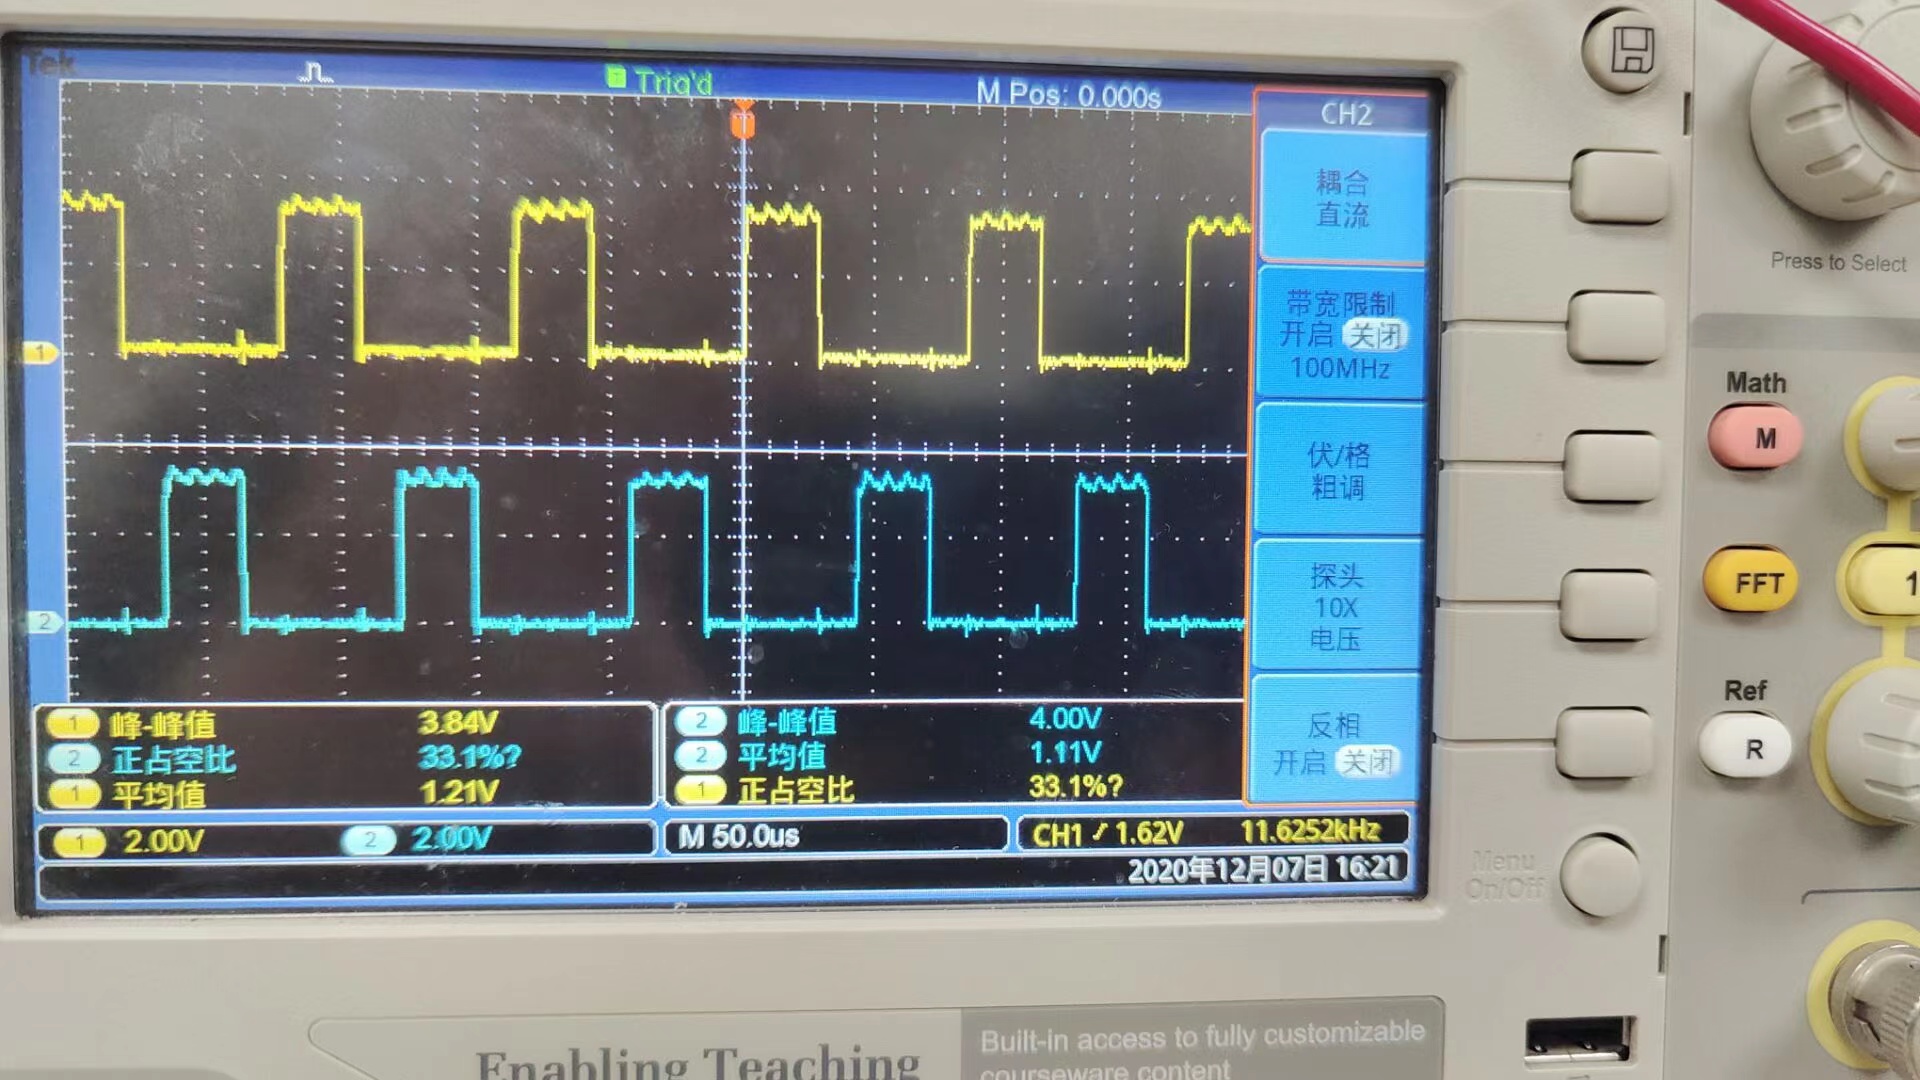 Tek
Trig'd
M Pos: 0.000s
CH2
耦合
直流
带宽限制
开启 关闭
100MHz
伏/格
粗调
探头
10X
电压
反相
开启 关闭
1 峰-峰值 3.84V
2 正占空比 33.1%?
1 平均值 1.21V
2 峰-峰值 4.00V
2 平均值 1.11V
1 正占空比 33.1%?
1 2.00V
2 2.00V
M 50.0us
CH1 / 1.62V 11.6252kHz
2020年12月07日 16:21
1
2
Press to Select
Math
M
FFT
1
Ref
R
Menu
On/Off
Enabling Teaching
Built-in access to fully customizable
courseware content